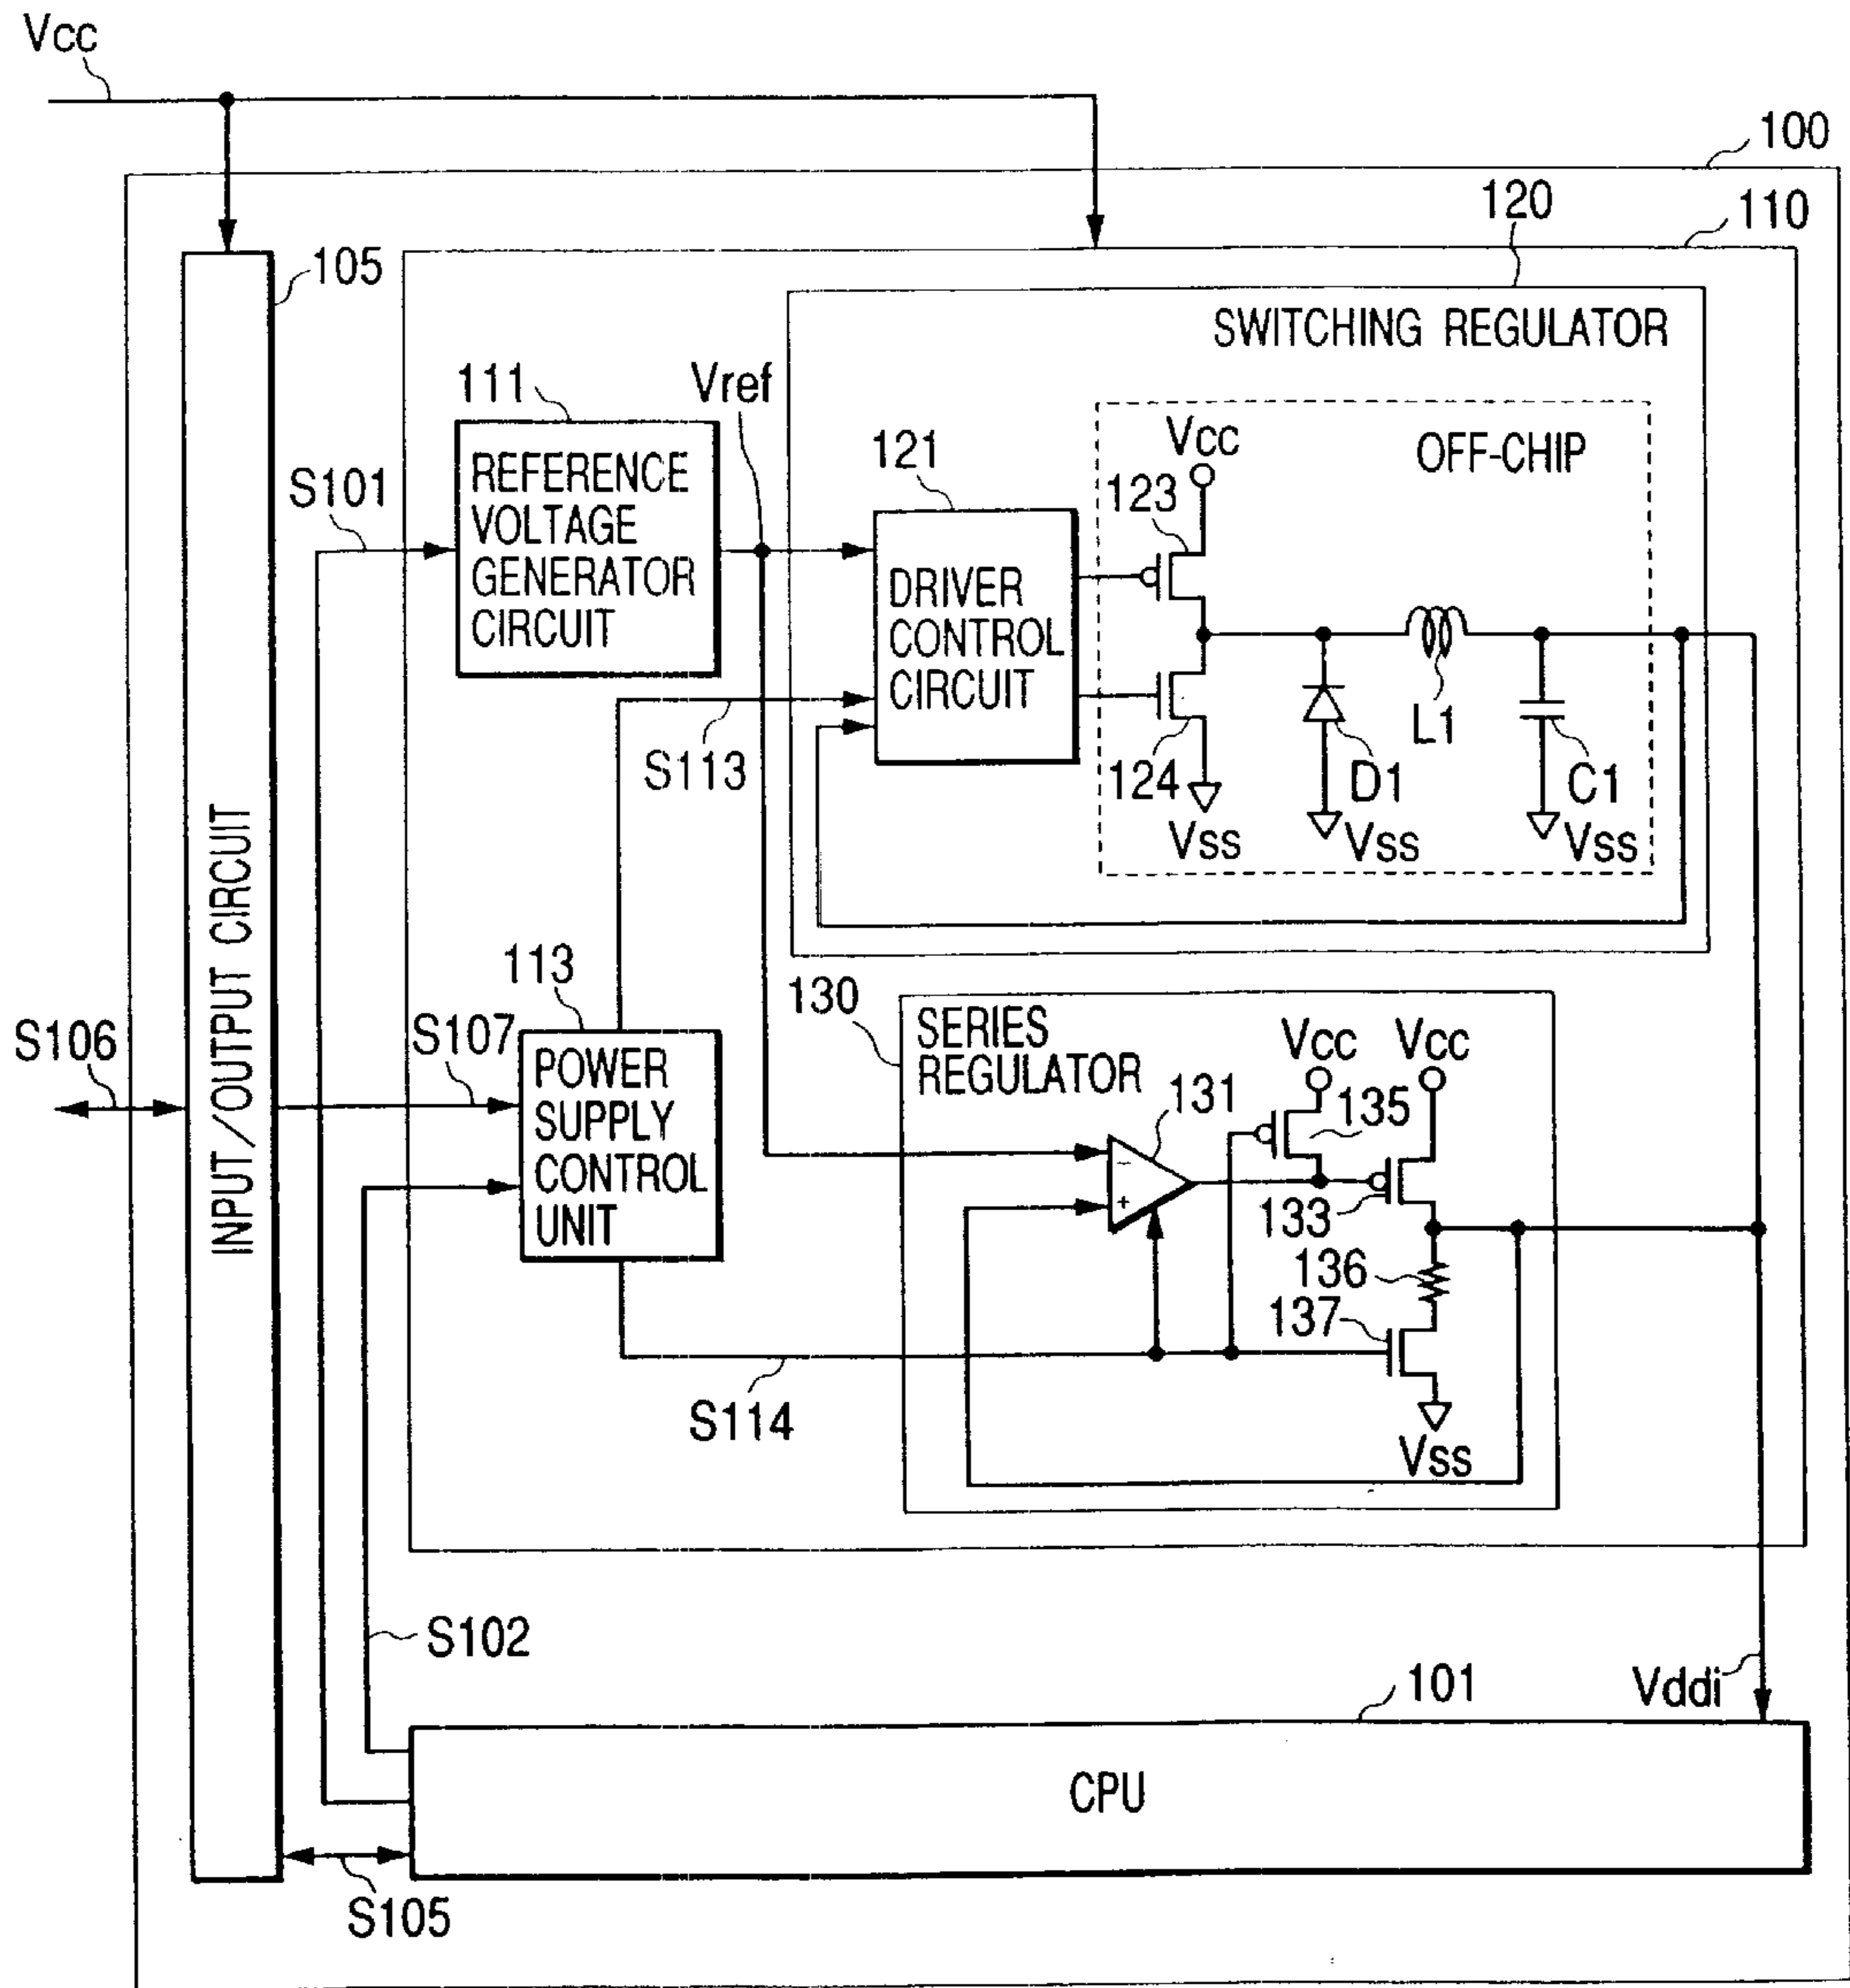 Vcc
100
120
110
105
SWITCHING REGULATOR
111
Vref
121
Vcc
OFF-CHIP
123
S101
REFERENCE
VOLTAGE
GENERATOR
CIRCUIT
DRIVER
CONTROL
CIRCUIT
L1
S113
124
D1
C1
Vss
Vss
Vss
INPUT/OUTPUT CIRCUIT
113
130
SERIES
REGULATOR
Vcc
Vcc
S106
S107
POWER
SUPPLY
CONTROL
UNIT
131
135
−
+
133
136
137
S114
Vss
S102
101
Vddi
CPU
S105